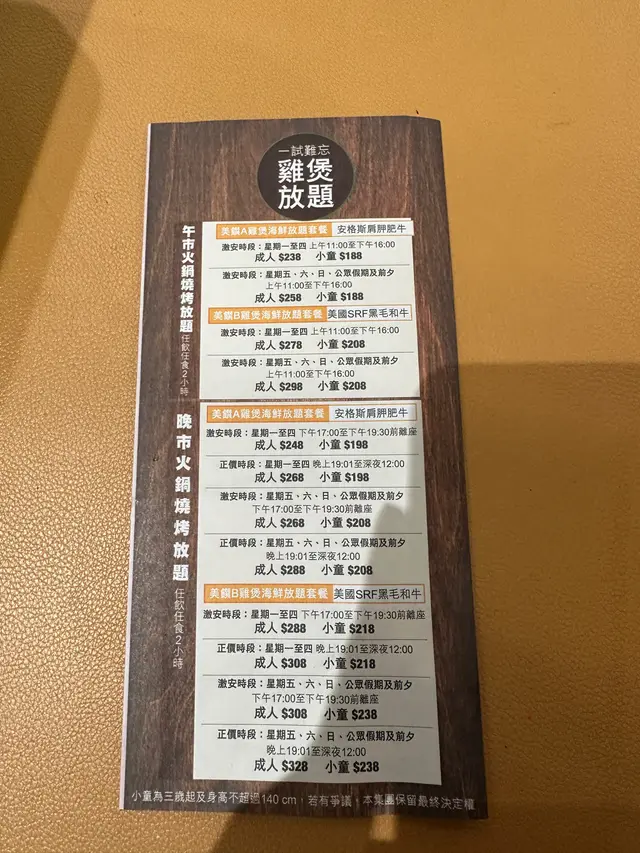 一試難忘
雞煲
放題
午市火鍋燒烤放題 任飲任食2小時
美饌A雞煲海鮮放題套餐 安格斯肩胛肥牛
激安時段：星期一至四 上午11:00至下午16:00
成人 $238 小童 $188
激安時段：星期五、六、日、公眾假期及前夕
上午11:00至下午16:00
成人 $258 小童 $188
美饌B雞煲海鮮放題套餐 美國SRF黑毛和牛
激安時段：星期一至四 上午11:00至下午16:00
成人 $278 小童 $208
激安時段：星期五、六、日、公眾假期及前夕
上午11:00至下午16:00
成人 $298 小童 $208
晚市火鍋燒烤放題 任飲任食2小時
美饌A雞煲海鮮放題套餐 安格斯肩胛肥牛
激安時段：星期一至四 下午17:00至下午19:30前離座
成人 $248 小童 $198
正價時段：星期一至四 晚上19:01至深夜12:00
成人 $268 小童 $198
激安時段：星期五、六、日、公眾假期及前夕
下午17:00至下午19:30前離座
成人 $268 小童 $208
正價時段：星期五、六、日、公眾假期及前夕
晚上19:01至深夜12:00
成人 $288 小童 $208
美饌B雞煲海鮮放題套餐 美國SRF黑毛和牛
激安時段：星期一至四 下午17:00至下午19:30前離座
成人 $288 小童 $218
正價時段：星期一至四 晚上19:01至深夜12:00
成人 $308 小童 $218
激安時段：星期五、六、日、公眾假期及前夕
下午17:00至下午19:30前離座
成人 $308 小童 $238
正價時段：星期五、六、日、公眾假期及前夕
晚上19:01至深夜12:00
成人 $328 小童 $238
小童為三歲起及身高不超過140 cm，若有爭議，本集團保留最終決定權